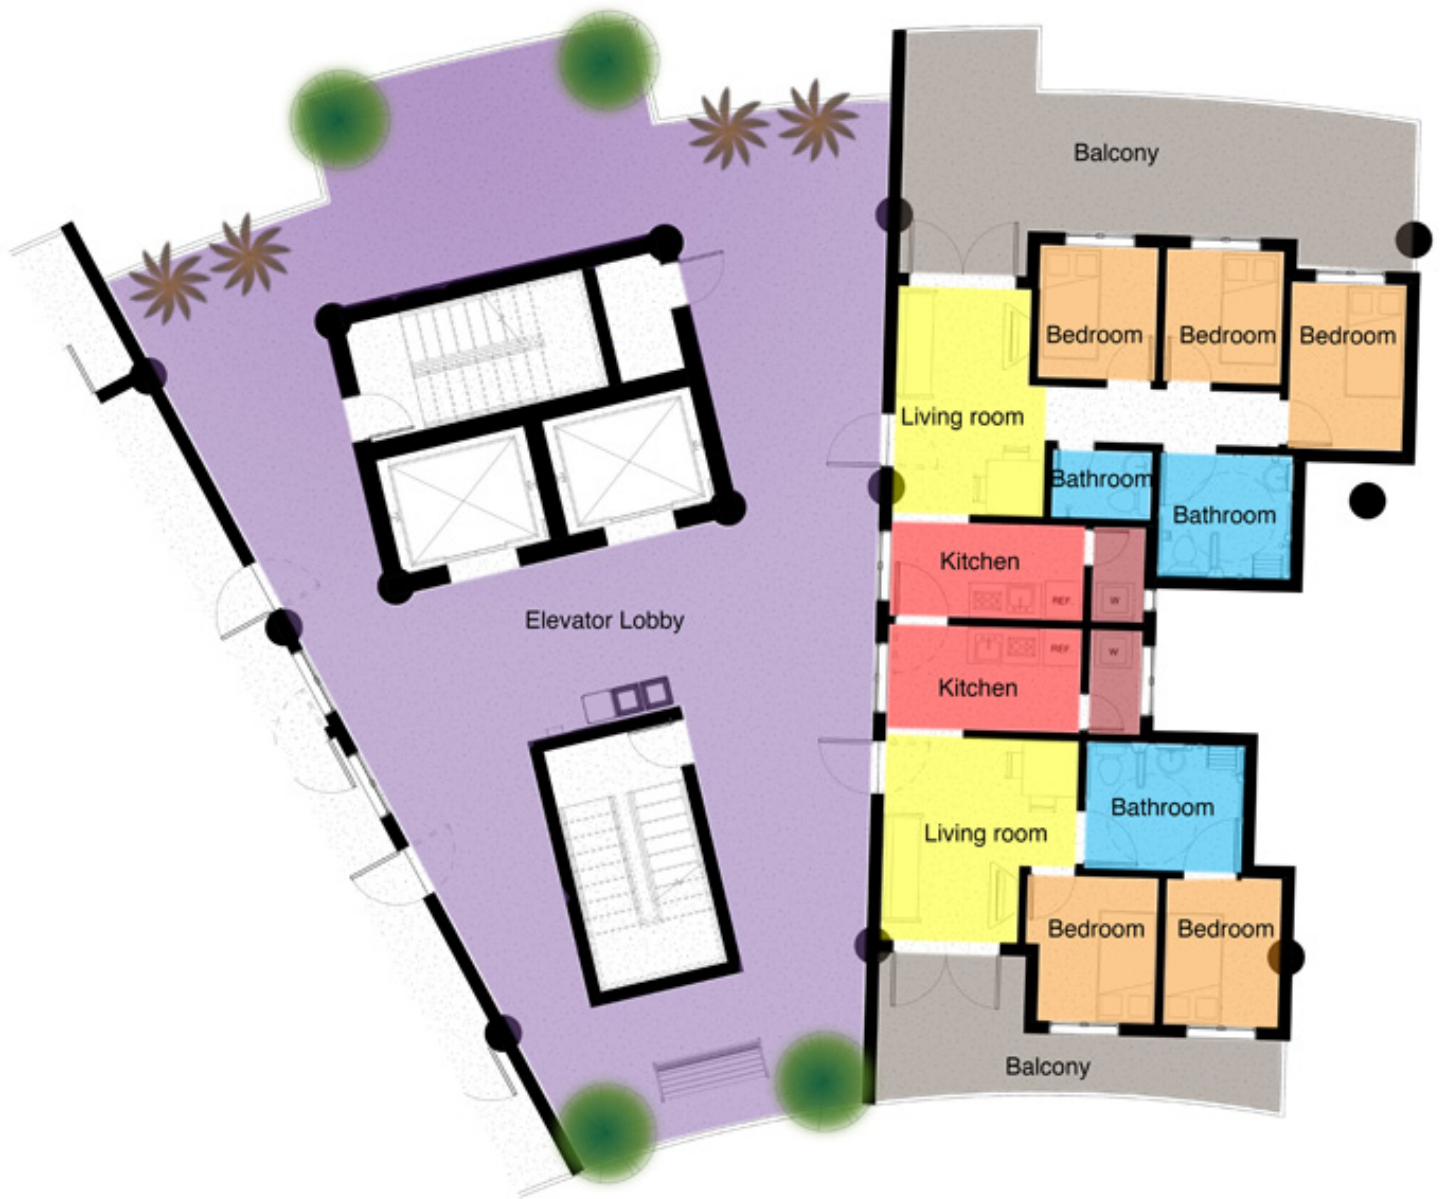 Balcony
Bedroom
Bedroom
Bedroom
Living room
Bathroom
Bathroom
Kitchen
REF.
W
Elevator Lobby
REF
W
Kitchen
Bathroom
Living room
Bedroom
Bedroom
Balcony